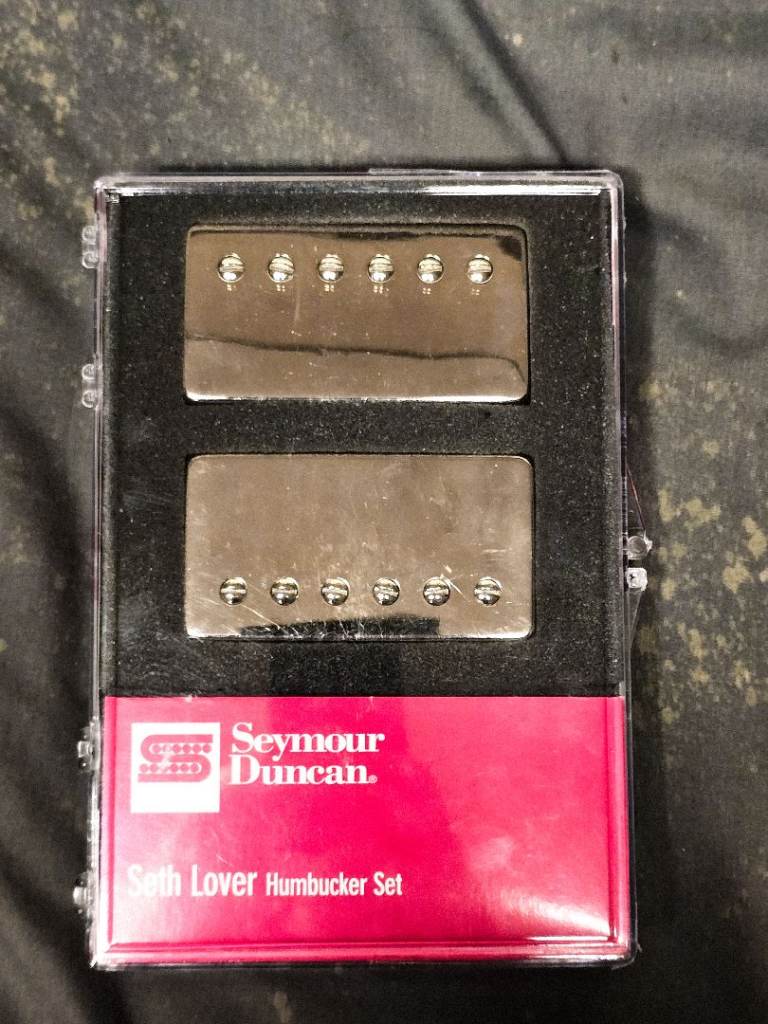 Seymour
Duncan®
Seth Lover Humbucker Set